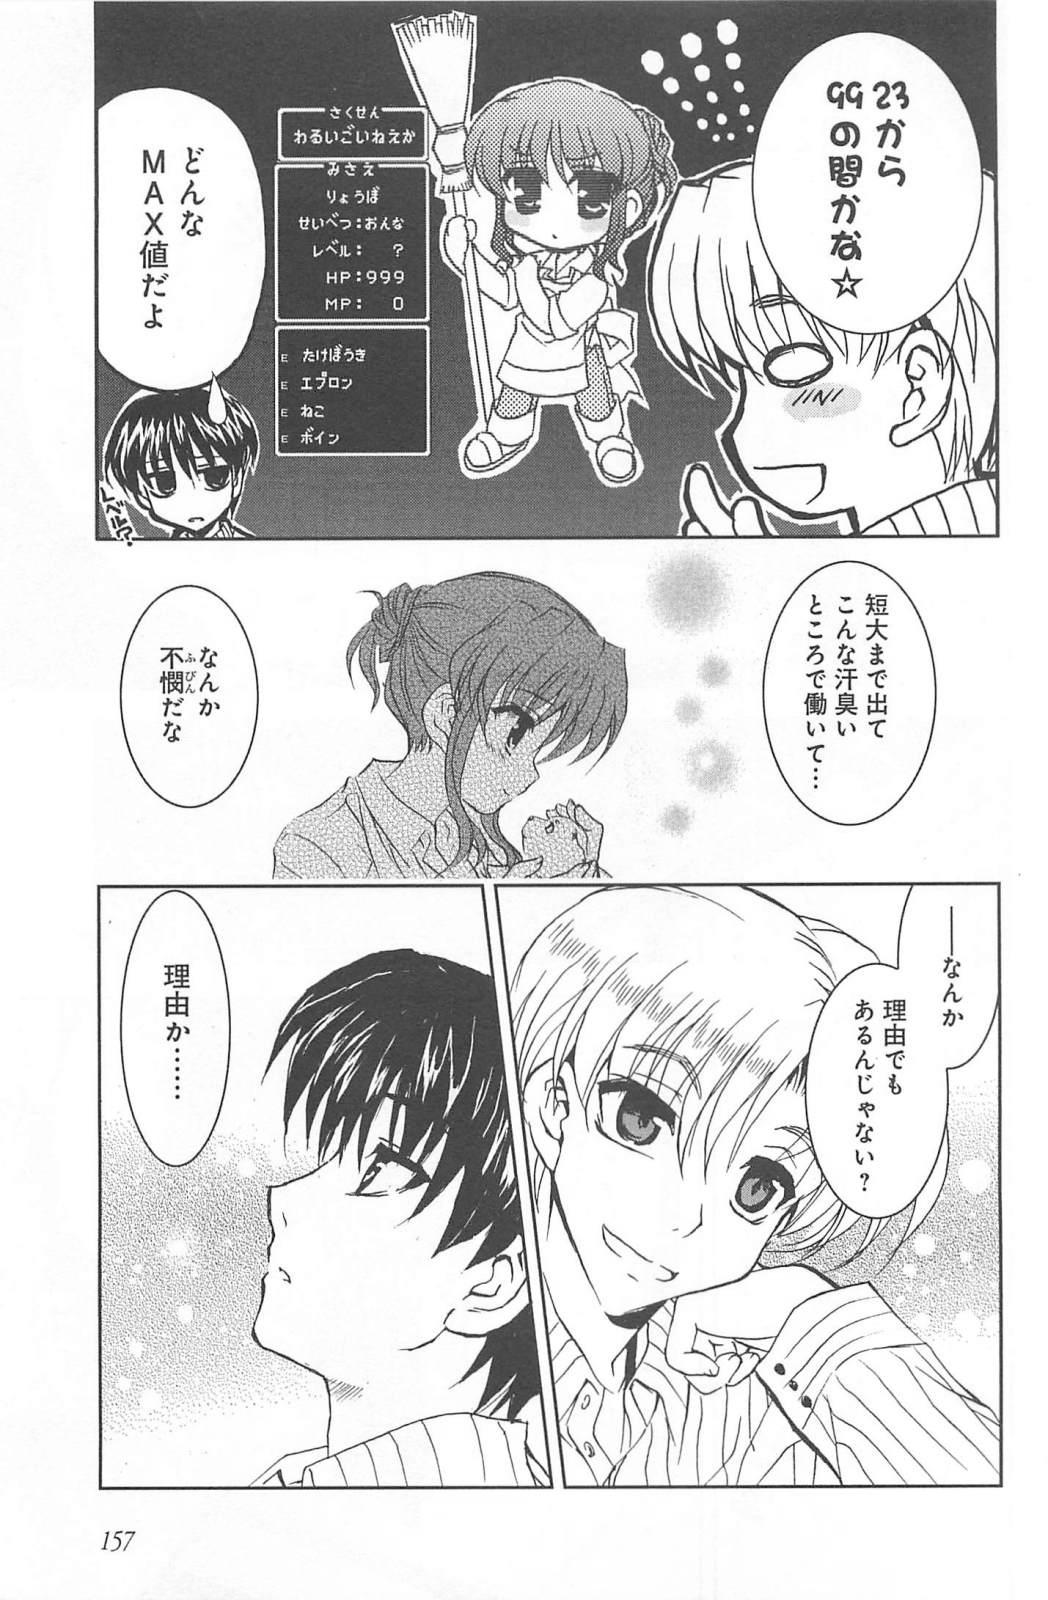 23から
99の間かな☆
さくせん
わるいごいねえか
みさえ
りょうぼ
せいべつ:おんな
レベル: ?
HP:999
MP: 0
E たけぼうき
E エプロン
E ねこ
E ボイン
どんな
MAX値だよ
レベル?
短大まで出て
こんな汗臭い
ところで働いて…
なんか
不憫だな
ふびん
――なんか
理由でも
あるんじゃない?
理由か……
157